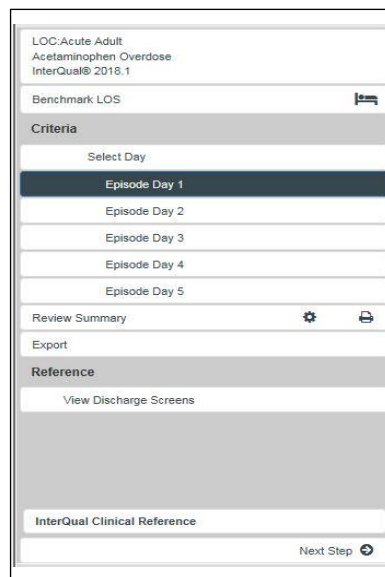 LOC:Acute Adult
Acetaminophen Overdose
InterQual® 2018.1
Benchmark LOS
Criteria
Select Day
Episode Day 1
Episode Day 2
Episode Day 3
Episode Day 4
Episode Day 5
Review Summary
Export
Reference
View Discharge Screens
InterQual Clinical Reference
Next Step